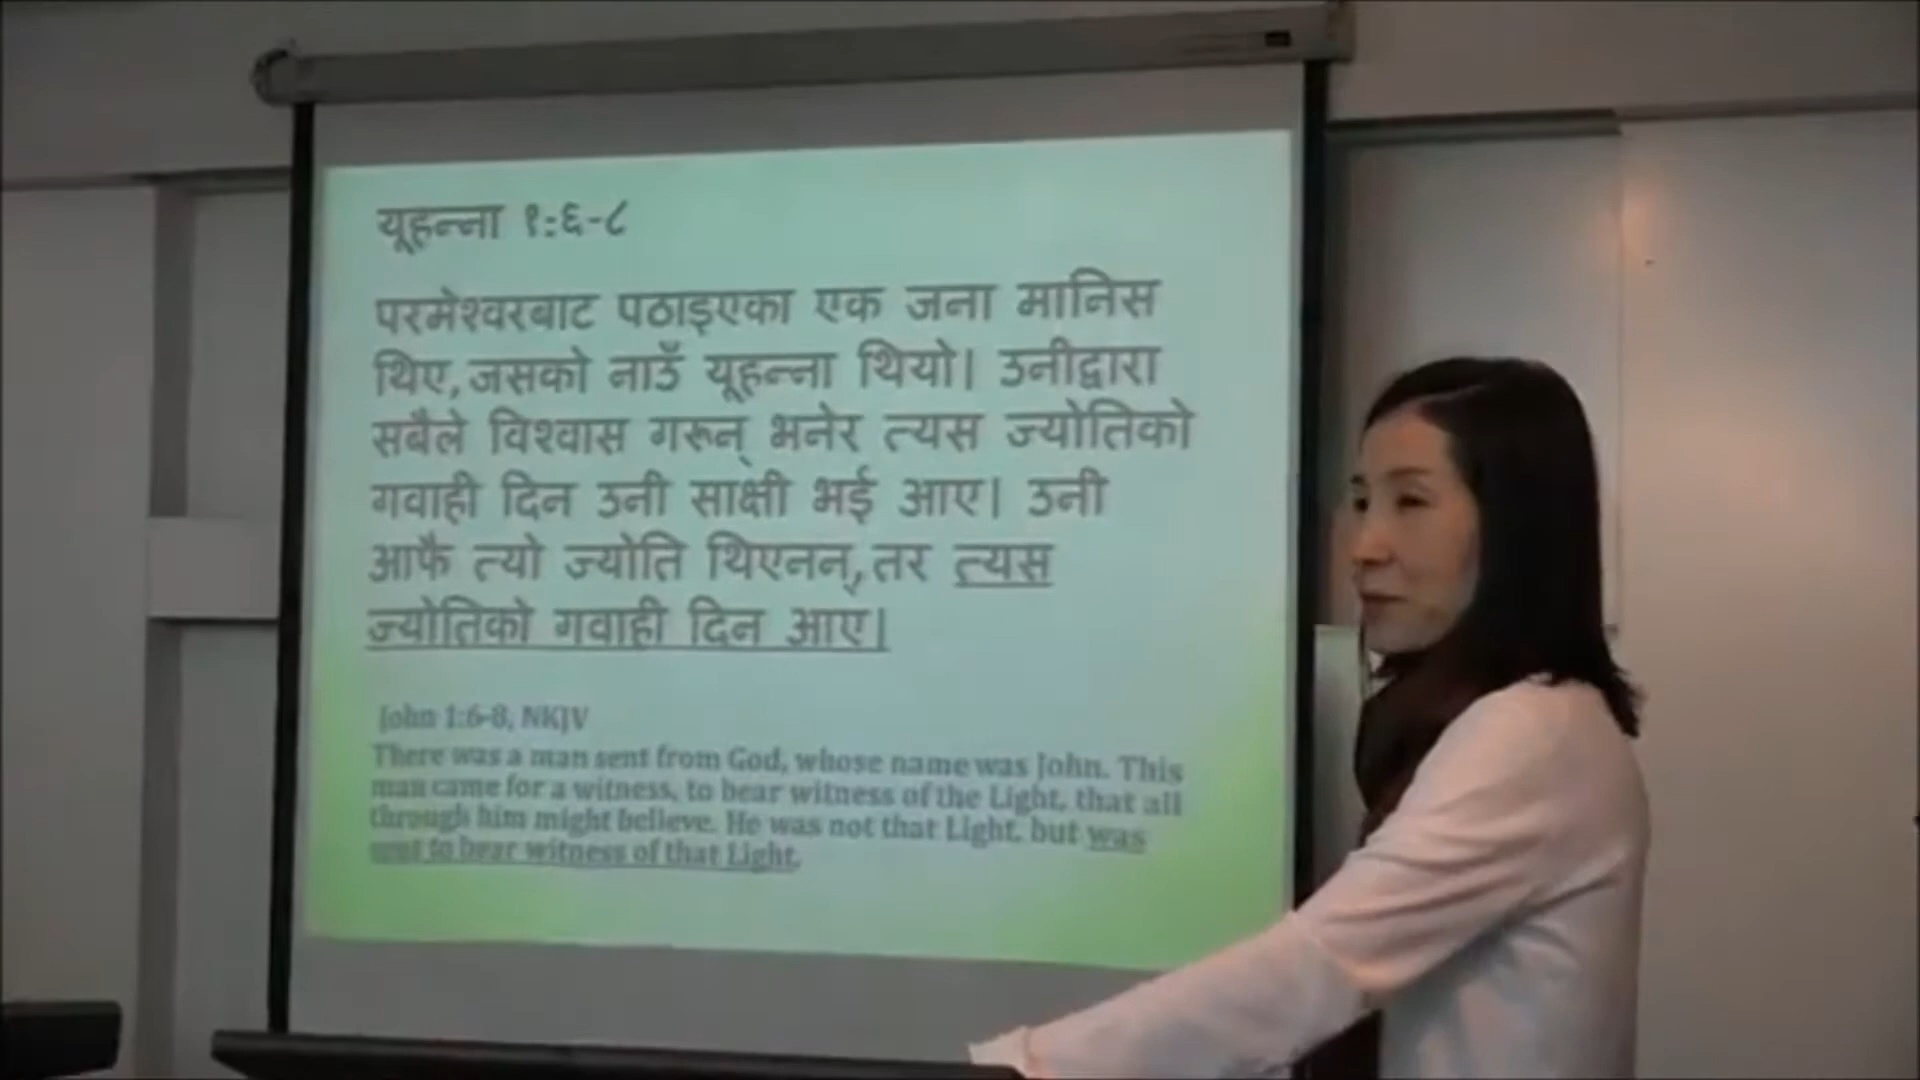 यूहन्ना १:६-८
परमेश्वरबाट पठाइएका एक जना मानिस
थिए,जसको नाउँ यूहन्ना थियो। उनीद्वारा
सबैले विश्वास गरून् भनेर त्यस ज्योतिको
गवाही दिन उनी साक्षी भई आए। उनी
आफै त्यो ज्योति थिएनन्,तर त्यस
ज्योतिको गवाही दिन आए।
John 1:6-8, NKJV
There was a man sent from God, whose name was John. This
man came for a witness, to bear witness of the Light, that all
through him might believe. He was not that Light, but was
sent to bear witness of that Light.